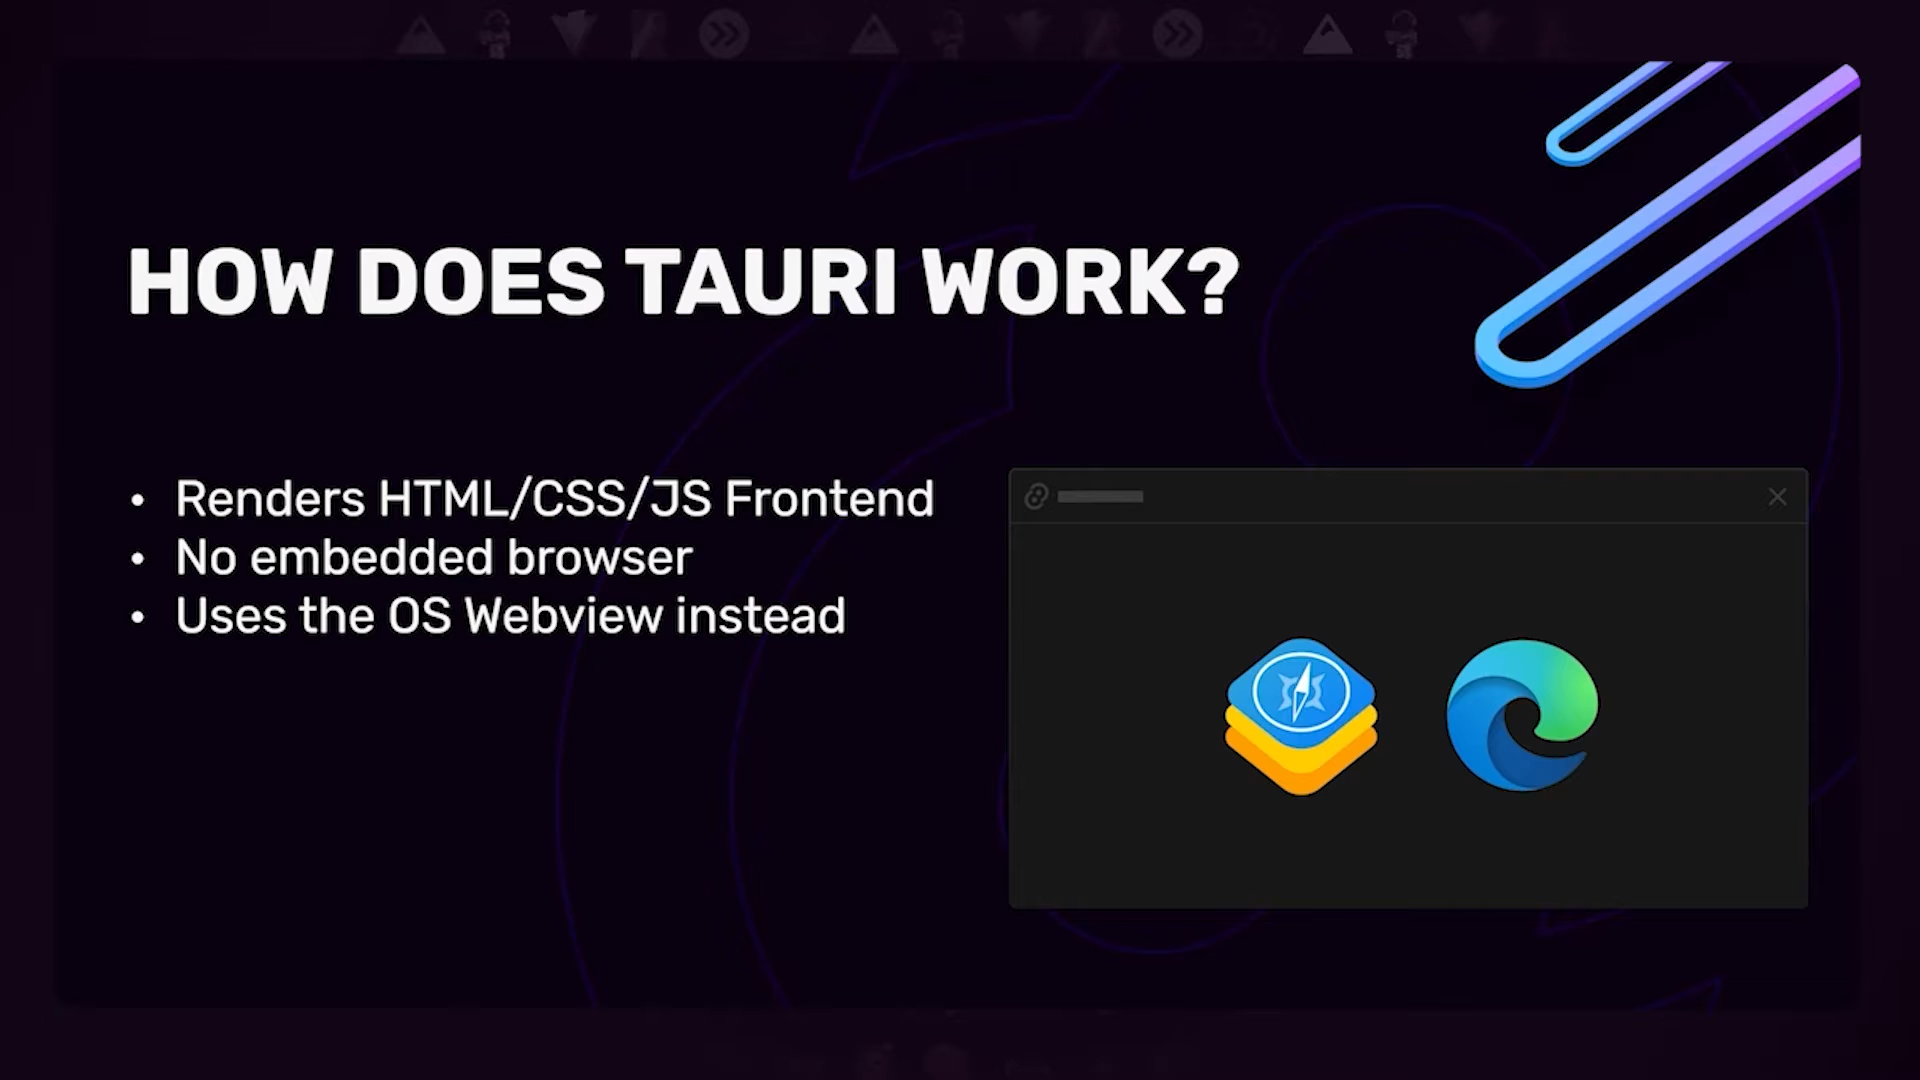 HOW DOES TAURI WORK?
• Renders HTML/CSS/JS Frontend
• No embedded browser
• Uses the OS Webview instead